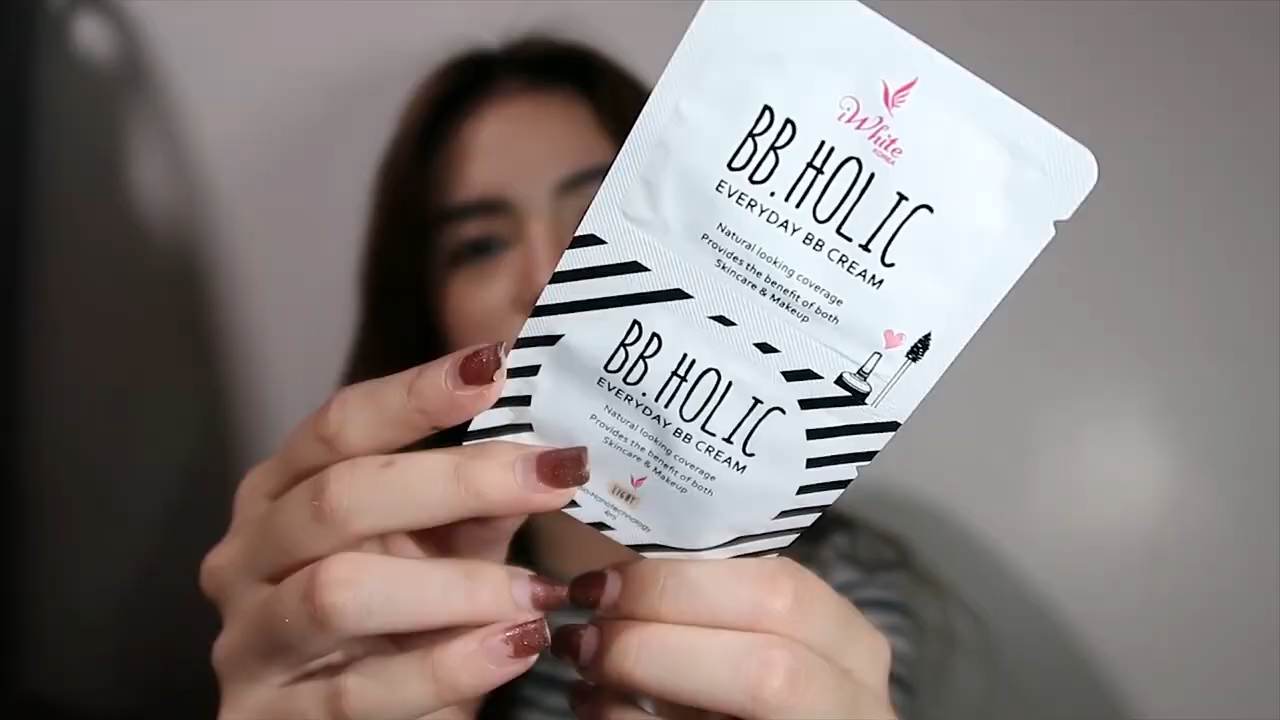 iWhite
KOREA
BB.HOLIC
EVERYDAY BB CREAM
Natural looking coverage
Provides the benefit of both
Skincare & Makeup
BB.HOLIC
EVERYDAY BB CREAM
Natural looking coverage
Provides the benefit of both
Skincare & Makeup
LIGHT